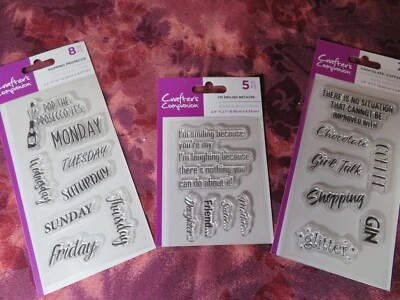 Crafter's
Companion
8
POP THE
PROSECCO, IT'S
MONDAY
TUESDAY
Wednesday
SATURDAY
Thursday
SUNDAY
Friday
Crafter's
Companion
5
I'M SMILING BECAUSE
I'm smiling because
you're my
I'm laughing because
there's nothing you
can do about it!
Daughter!
Friend...
Sister!
Mother!
Crafter's
Companion
THERE IS NO SITUATION
THAT CANNOT BE
IMPROVED WITH
Chocolate
Girl Talk
Shopping
GIN
Glitter